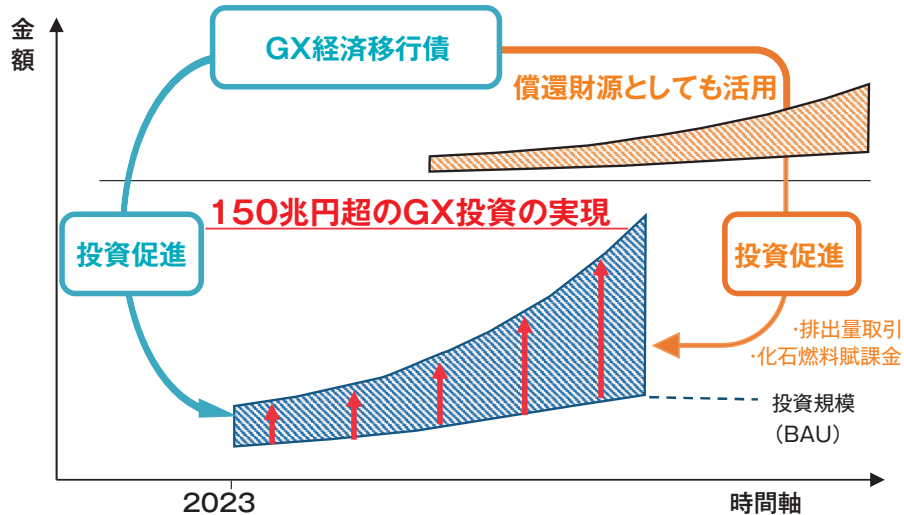 金額
GX経済移行債
償還財源としても活用
150兆円超のGX投資の実現
投資促進
投資促進
・排出量取引
・化石燃料賦課金
投資規模
（BAU）
2023
時間軸